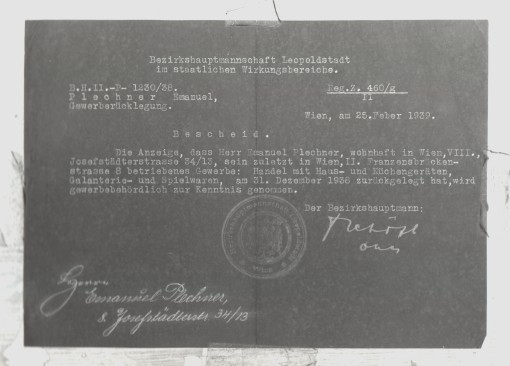 Bezirkshauptmannschaft Leopoldstadt
im staatlichen Wirkungsbereiche.
B.H.II.-P- 1230/38.
Reg.Z. 460/g
II
Plechner Emanuel,
Gewerberücklegung.
Wien, am 25.Feber 1939.
Bescheid.
Die Anzeige, dass Herr Emanuel Plechner, wohnhaft in Wien,VIII.,
Josefstädterstrasse 34/13, sein zuletzt in Wien,II. Franzensbrücken-
strasse 8 betriebenes Gewerbe: Handel mit Haus- und Küchengeräten,
Galanterie- und Spielwaren, am 31. Dezember 1938 zurückgelegt hat,wird
gewerbebehördlich zur Kenntnis genommen.
Der Bezirkshauptmann:
Herrn
Emanuel Plechner,
8. Josefstädterstr 34/13